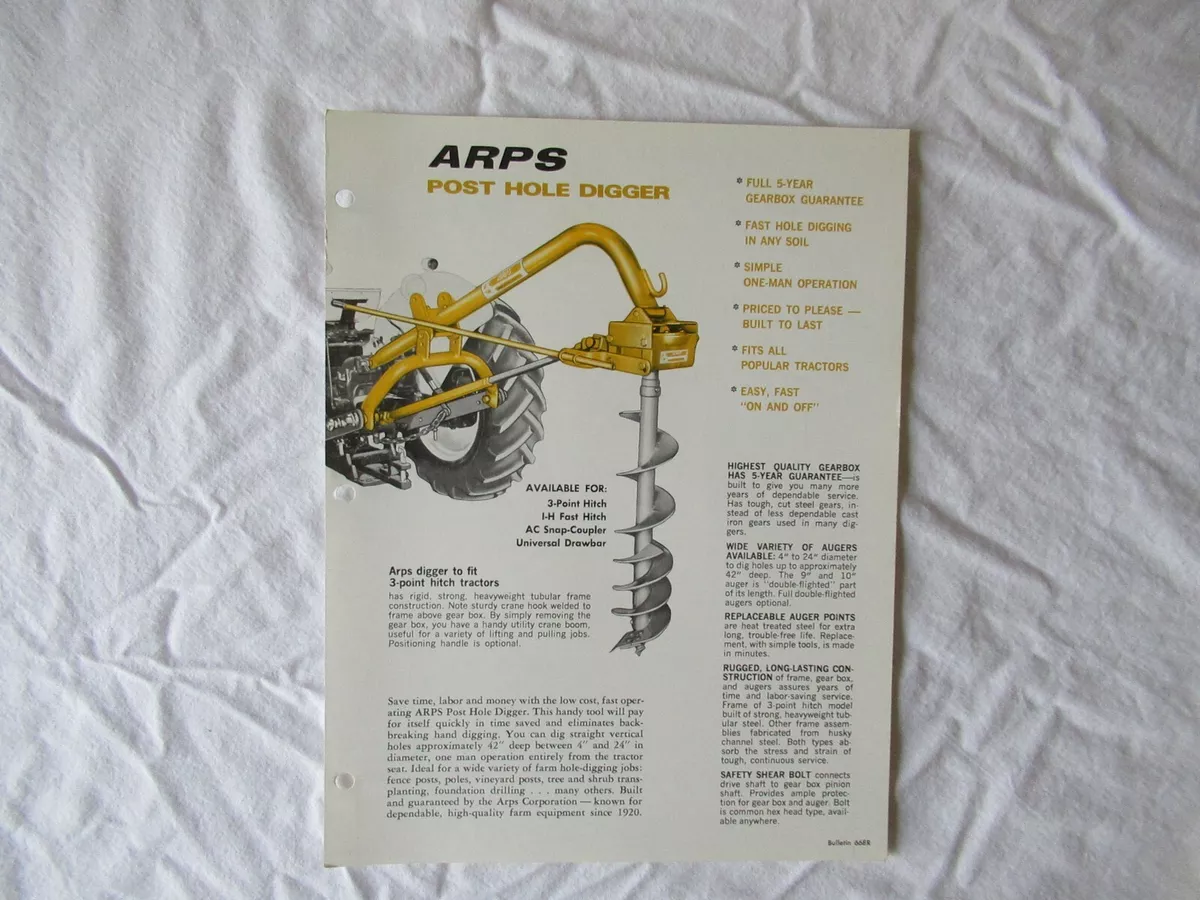 ARPS
POST HOLE DIGGER
* FULL 5-YEAR
GEARBOX GUARANTEE
* FAST HOLE DIGGING
IN ANY SOIL
* SIMPLE
ONE-MAN OPERATION
* PRICED TO PLEASE —
BUILT TO LAST
* FITS ALL
POPULAR TRACTORS
* EASY, FAST
"ON AND OFF"
AVAILABLE FOR:
3-Point Hitch
I-H Fast Hitch
AC Snap-Coupler
Universal Drawbar
Arps digger to fit
3-point hitch tractors
has rigid, strong, heavyweight tubular frame
construction. Note sturdy crane hook welded to
frame above gear box. By simply removing the
gear box, you have a handy utility crane boom,
useful for a variety of lifting and pulling jobs.
Positioning handle is optional.
Save time, labor and money with the low cost, fast oper-
ating ARPS Post Hole Digger. This handy tool will pay
for itself quickly in time saved and eliminates back-
breaking hand digging. You can dig straight vertical
holes approximately 42" deep between 4" and 24" in
diameter, one man operation entirely from the tractor
seat. Ideal for a wide variety of farm hole-digging jobs:
fence posts, poles, vineyard posts, tree and shrub trans-
planting, foundation drilling . . . many others. Built
and guaranteed by the Arps Corporation — known for
dependable, high-quality farm equipment since 1920.
HIGHEST QUALITY GEARBOX
HAS 5-YEAR GUARANTEE—is
built to give you many more
years of dependable service.
Has tough, cut steel gears, in-
stead of less dependable cast
iron gears used in many dig-
gers.
WIDE VARIETY OF AUGERS
AVAILABLE: 4" to 24" diameter
to dig holes up to approximately
42" deep. The 9" and 10"
auger is "double-flighted" part
of its length. Full double-flighted
augers optional.
REPLACEABLE AUGER POINTS
are heat treated steel for extra
long, trouble-free life. Replace-
ment, with simple tools, is made
in minutes.
RUGGED, LONG-LASTING CON-
STRUCTION of frame, gear box,
and augers assures years of
time and labor-saving service.
Frame of 3-point hitch model
built of strong, heavyweight tub-
ular steel. Other frame assem-
blies fabricated from husky
channel steel. Both types ab-
sorb the stress and strain of
tough, continuous service.
SAFETY SHEAR BOLT connects
drive shaft to gear box pinion
shaft. Provides ample protec-
tion for gear box and auger. Bolt
is common hex head type, avail-
able anywhere.
Bulletin 66EB